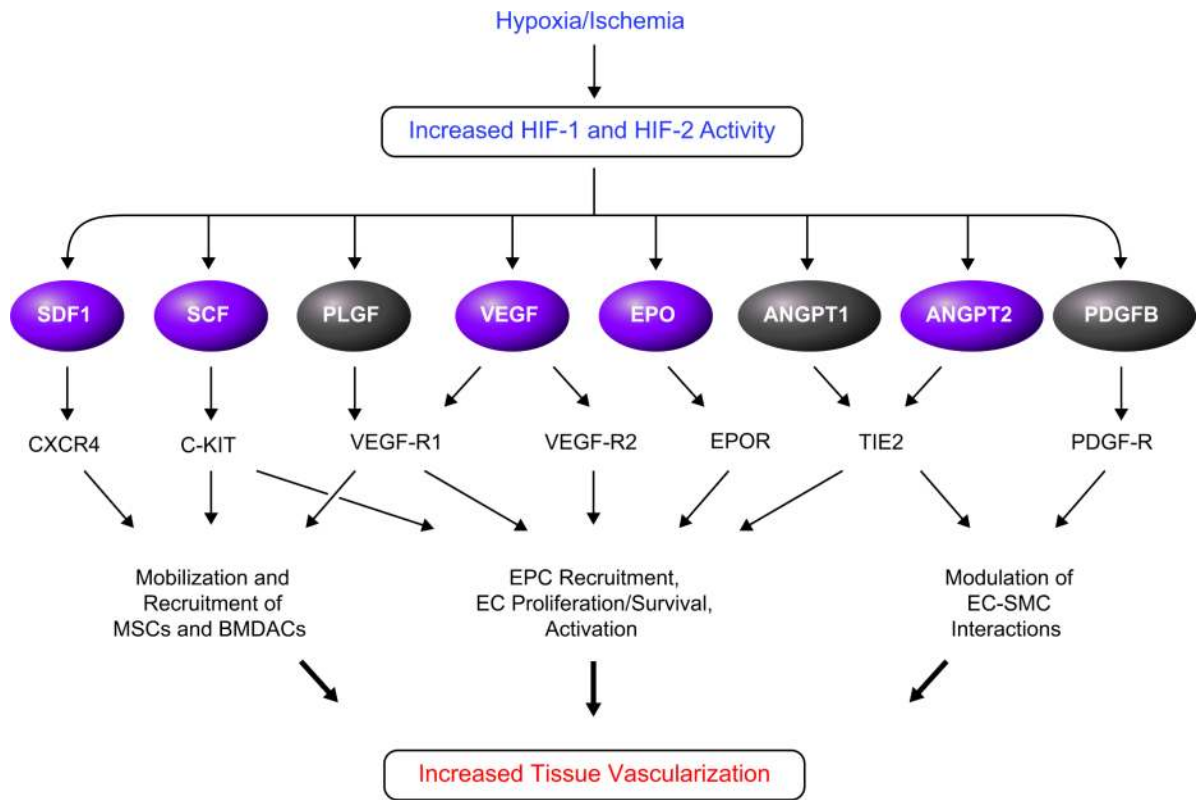 Hypoxia/Ischemia
Increased HIF-1 and HIF-2 Activity
SDF1
SCF
PLGF
VEGF
EPO
ANGPT1
ANGPT2
PDGFB
CXCR4
C-KIT
VEGF-R1
VEGF-R2
EPOR
TIE2
PDGF-R
Mobilization and
Recruitment of
MSCs and BMDACs
EPC Recruitment,
EC Proliferation/Survival,
Activation
Modulation of
EC-SMC
Interactions
Increased Tissue Vascularization